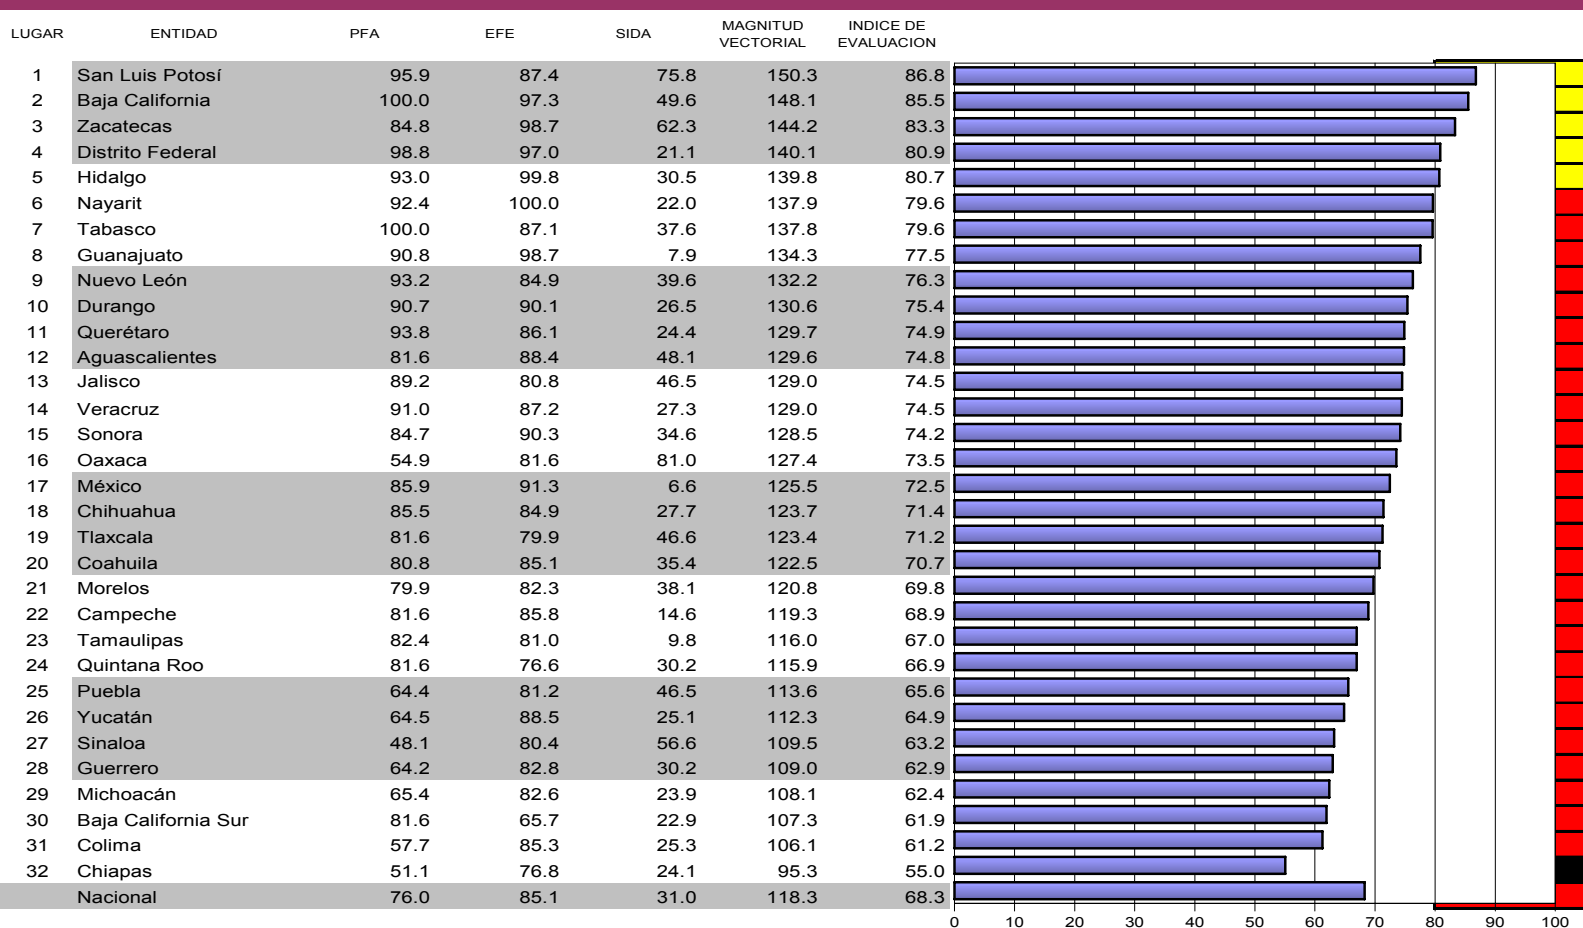 LUGAR ENTIDAD PFA EFE SIDA MAGNITUD VECTORIAL INDICE DE EVALUACION
1 San Luis Potosí 95.9 87.4 75.8 150.3 86.8
2 Baja California 100.0 97.3 49.6 148.1 85.5
3 Zacatecas 84.8 98.7 62.3 144.2 83.3
4 Distrito Federal 98.8 97.0 21.1 140.1 80.9
5 Hidalgo 93.0 99.8 30.5 139.8 80.7
6 Nayarit 92.4 100.0 22.0 137.9 79.6
7 Tabasco 100.0 87.1 37.6 137.8 79.6
8 Guanajuato 90.8 98.7 7.9 134.3 77.5
9 Nuevo León 93.2 84.9 39.6 132.2 76.3
10 Durango 90.7 90.1 26.5 130.6 75.4
11 Querétaro 93.8 86.1 24.4 129.7 74.9
12 Aguascalientes 81.6 88.4 48.1 129.6 74.8
13 Jalisco 89.2 80.8 46.5 129.0 74.5
14 Veracruz 91.0 87.2 27.3 129.0 74.5
15 Sonora 84.7 90.3 34.6 128.5 74.2
16 Oaxaca 54.9 81.6 81.0 127.4 73.5
17 México 85.9 91.3 6.6 125.5 72.5
18 Chihuahua 85.5 84.9 27.7 123.7 71.4
19 Tlaxcala 81.6 79.9 46.6 123.4 71.2
20 Coahuila 80.8 85.1 35.4 122.5 70.7
21 Morelos 79.9 82.3 38.1 120.8 69.8
22 Campeche 81.6 85.8 14.6 119.3 68.9
23 Tamaulipas 82.4 81.0 9.8 116.0 67.0
24 Quintana Roo 81.6 76.6 30.2 115.9 66.9
25 Puebla 64.4 81.2 46.5 113.6 65.6
26 Yucatán 64.5 88.5 25.1 112.3 64.9
27 Sinaloa 48.1 80.4 56.6 109.5 63.2
28 Guerrero 64.2 82.8 30.2 109.0 62.9
29 Michoacán 65.4 82.6 23.9 108.1 62.4
30 Baja California Sur 81.6 65.7 22.9 107.3 61.9
31 Colima 57.7 85.3 25.3 106.1 61.2
32 Chiapas 51.1 76.8 24.1 95.3 55.0
Nacional 76.0 85.1 31.0 118.3 68.3
0 10 20 30 40 50 60 70 80 90 100